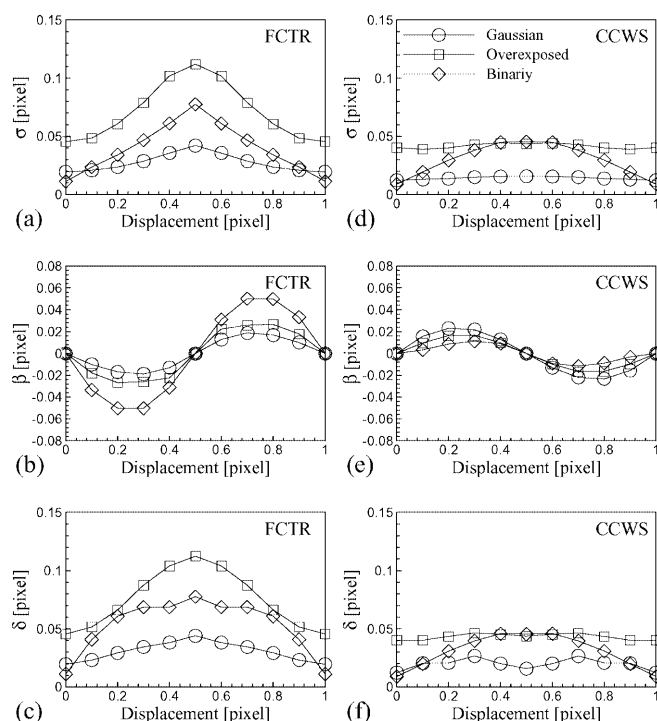 0.15
FCTR
0.1
0.05
0
σ [pixel]
0 0.2 0.4 0.6 0.8 1
(a) Displacement [pixel]
0.15
CCWS
Gaussian
Overexposed
Binariy
0.1
0.05
0
σ [pixel]
0 0.2 0.4 0.6 0.8 1
(d) Displacement [pixel]
0.08
FCTR
0.06
0.04
0.02
0
-0.02
-0.04
-0.06
-0.08
β [pixel]
0 0.2 0.4 0.6 0.8 1
(b) Displacement [pixel]
0.08
CCWS
0.06
0.04
0.02
0
-0.02
-0.04
-0.06
-0.08
β [pixel]
0 0.2 0.4 0.6 0.8 1
(e) Displacement [pixel]
0.15
FCTR
0.1
0.05
0
δ [pixel]
0 0.2 0.4 0.6 0.8 1
(c) Displacement [pixel]
0.15
CCWS
0.1
0.05
0
δ [pixel]
0 0.2 0.4 0.6 0.8 1
(f) Displacement [pixel]